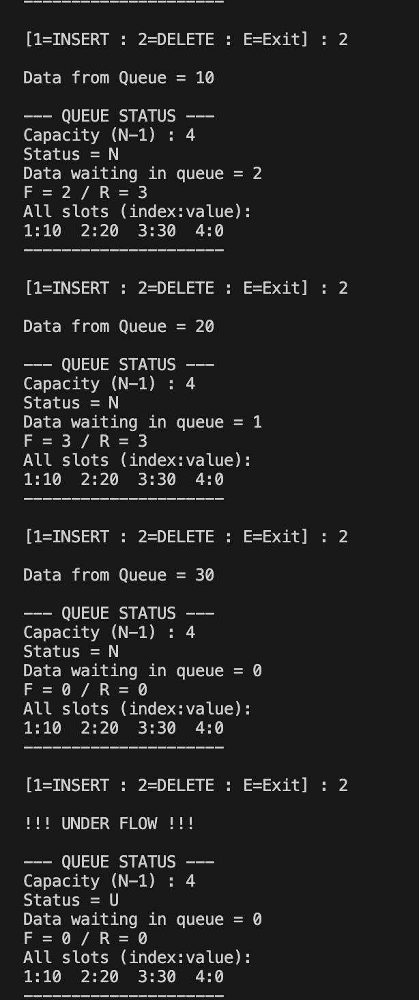 ---------------------
[1=INSERT : 2=DELETE : E=Exit] : 2
Data from Queue = 10
--- QUEUE STATUS ---
Capacity (N-1) : 4
Status = N
Data waiting in queue = 2
F = 2 / R = 3
All slots (index:value):
1:10  2:20  3:30  4:0
---------------------
[1=INSERT : 2=DELETE : E=Exit] : 2
Data from Queue = 20
--- QUEUE STATUS ---
Capacity (N-1) : 4
Status = N
Data waiting in queue = 1
F = 3 / R = 3
All slots (index:value):
1:10  2:20  3:30  4:0
---------------------
[1=INSERT : 2=DELETE : E=Exit] : 2
Data from Queue = 30
--- QUEUE STATUS ---
Capacity (N-1) : 4
Status = N
Data waiting in queue = 0
F = 0 / R = 0
All slots (index:value):
1:10  2:20  3:30  4:0
---------------------
[1=INSERT : 2=DELETE : E=Exit] : 2
!!! UNDER FLOW !!!
--- QUEUE STATUS ---
Capacity (N-1) : 4
Status = U
Data waiting in queue = 0
F = 0 / R = 0
All slots (index:value):
1:10  2:20  3:30  4:0
---------------------